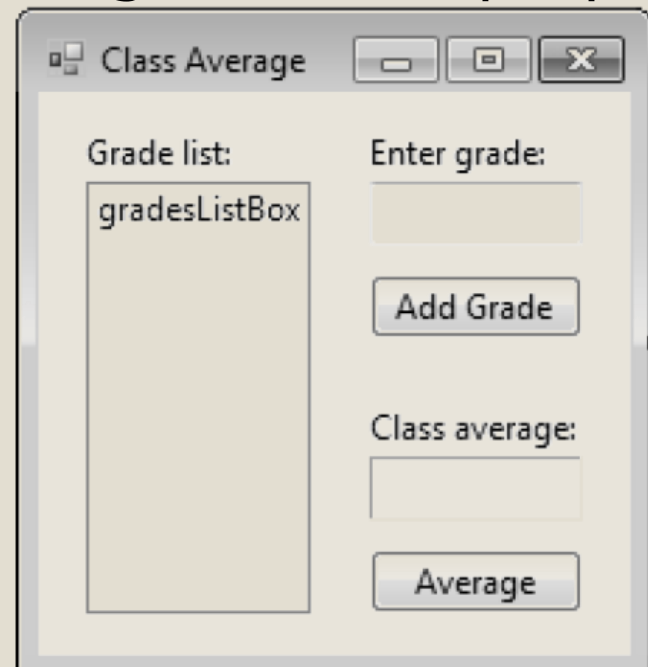 Class Average
Grade list:
gradesListBox
Enter grade:
Add Grade
Class average:
Average